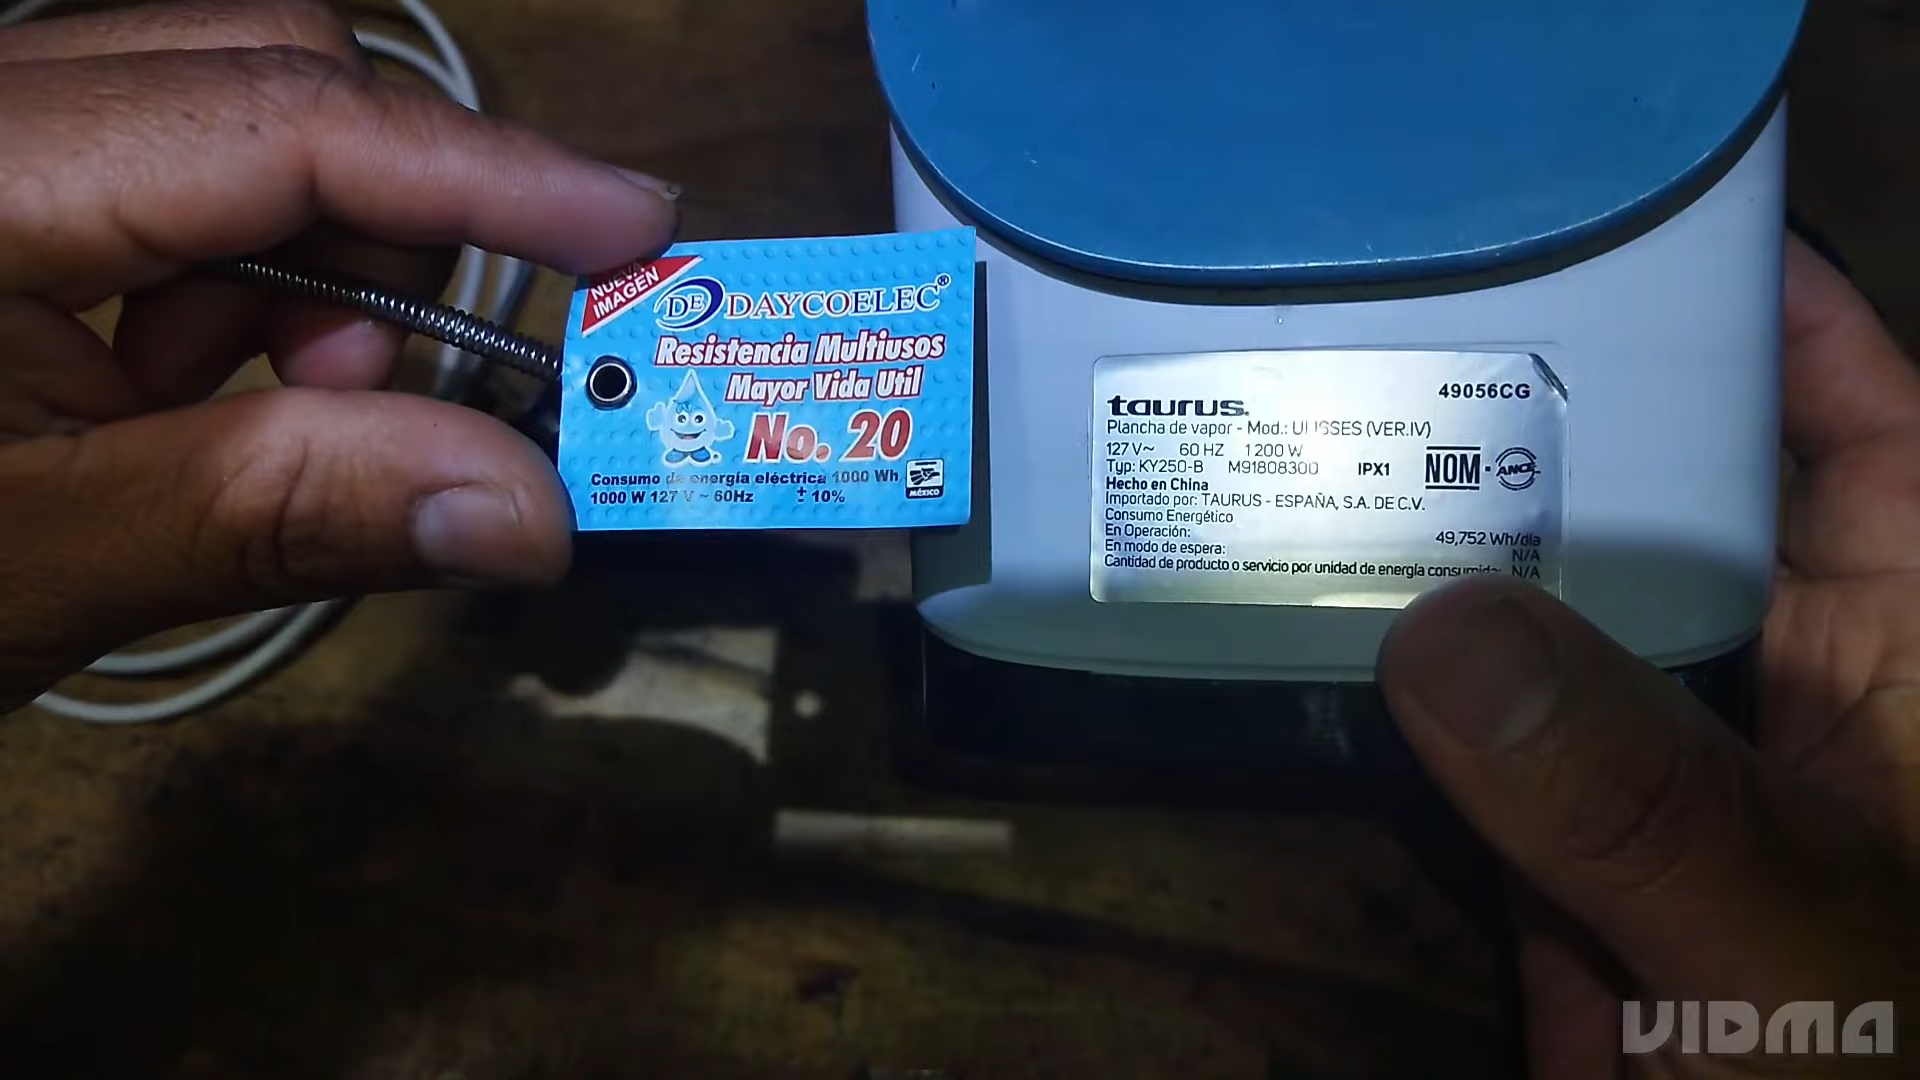 NUEVA
IMAGEN
DE DAYCOELEC®
Resistencia Multiusos
Mayor Vida Util
No. 20
Consumo de energía eléctrica 1000 Wh
1000 W 127 V ~ 60Hz ± 10%
MÉXICO
49056CG
taurus.
Plancha de vapor - Mod.: ULISSES (VER.IV)
127 V~ 60 HZ 1200 W
Typ: KY250-B M91808300 IPX1
NOM - ANCE
Hecho en China
Importado por: TAURUS - ESPAÑA, S.A. DE C.V.
Consumo Energético
En Operación: 49,752 Wh/día
En modo de espera: N/A
Cantidad de producto o servicio por unidad de energía consumida: N/A
VIDMA